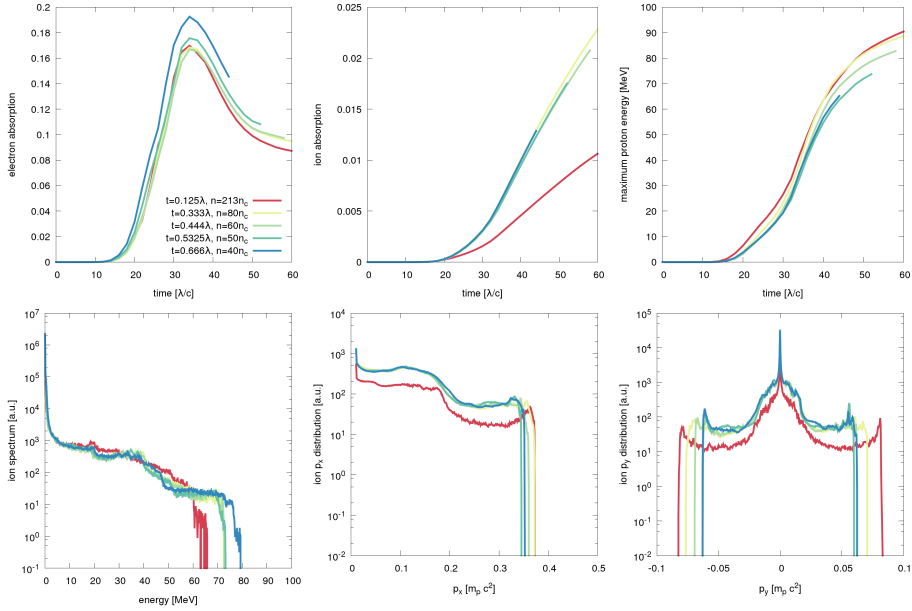 0.2
0.18
0.16
0.14
0.12
0.1
0.08
0.06
0.04
0.02
0
electron absorption
t=0.125λ, n=213n_c
t=0.333λ, n=80n_c
t=0.444λ, n=60n_c
t=0.5325λ, n=50n_c
t=0.666λ, n=40n_c
0 10 20 30 40 50 60
time [λ/c]
0.025
0.02
0.015
0.01
0.005
0
ion absorption
0 10 20 30 40 50 60
time [λ/c]
100
90
80
70
60
50
40
30
20
10
0
maximum proton energy [MeV]
0 10 20 30 40 50 60
time [λ/c]
10^7
10^6
10^5
10^4
10^3
10^2
10^1
10^0
10^-1
ion spectrum [a.u.]
0 10 20 30 40 50 60 70 80 90 100
energy [MeV]
10^4
10^3
10^2
10^1
10^0
10^-1
10^-2
ion p_x distribution [a.u.]
0 0.1 0.2 0.3 0.4 0.5
p_x [m_p c^2]
10^5
10^4
10^3
10^2
10^1
10^0
10^-1
10^-2
ion p_y distribution [a.u.]
-0.1 -0.05 0 0.05 0.1
p_y [m_p c^2]